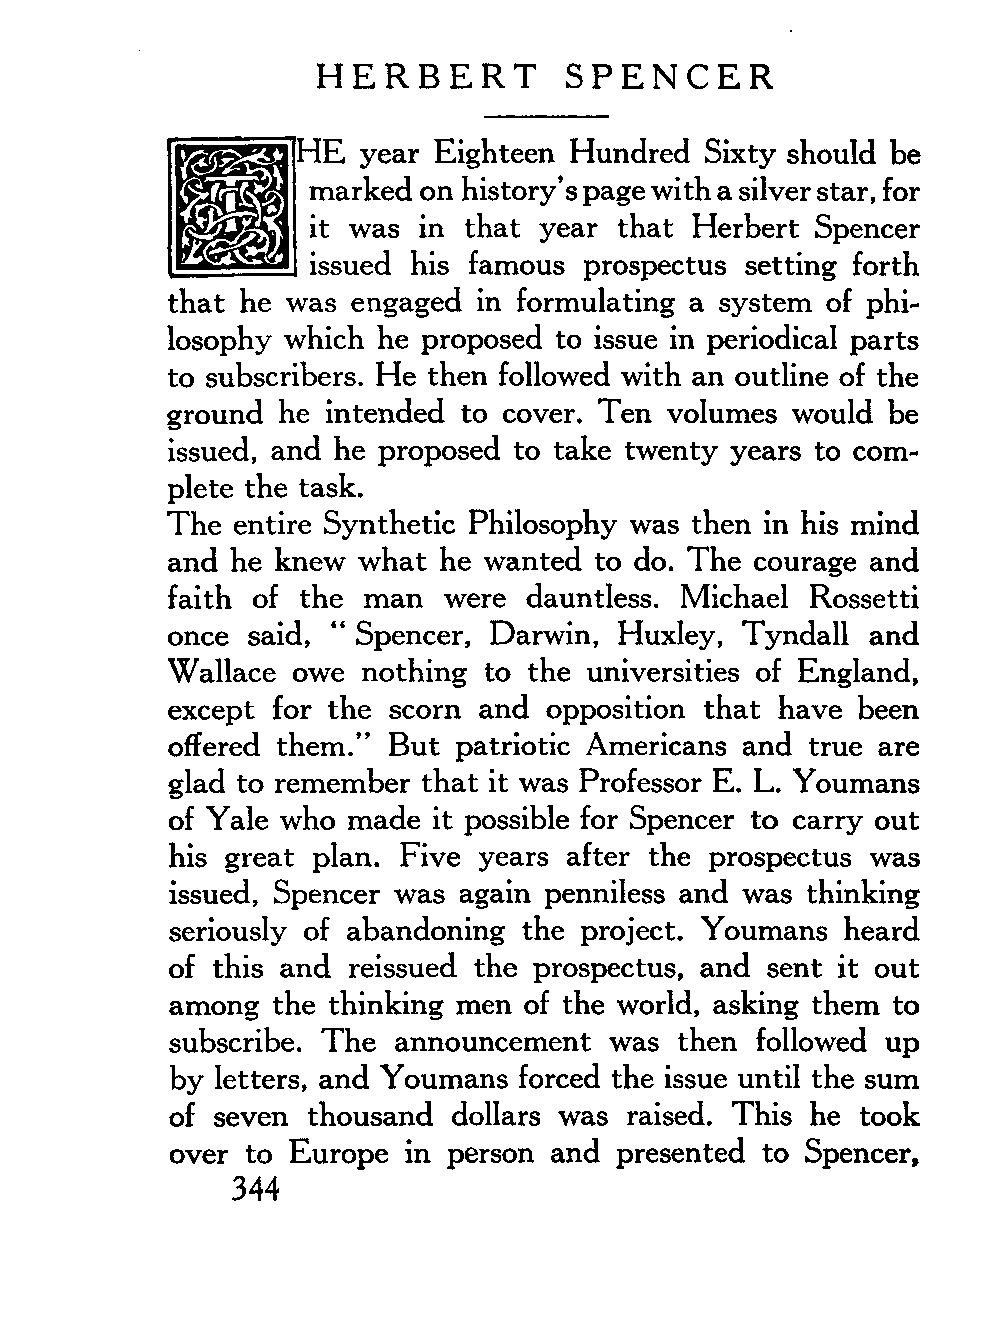 HERBERT SPENCER
THE year Eighteen Hundred Sixty should be
marked on history's page with a silver star, for
it was in that year that Herbert Spencer
issued his famous prospectus setting forth
that he was engaged in formulating a system of phi-
losophy which he proposed to issue in periodical parts
to subscribers. He then followed with an outline of the
ground he intended to cover. Ten volumes would be
issued, and he proposed to take twenty years to com-
plete the task.
The entire Synthetic Philosophy was then in his mind
and he knew what he wanted to do. The courage and
faith of the man were dauntless. Michael Rossetti
once said, “ Spencer, Darwin, Huxley, Tyndall and
Wallace owe nothing to the universities of England,
except for the scorn and opposition that have been
offered them.” But patriotic Americans and true are
glad to remember that it was Professor E. L. Youmans
of Yale who made it possible for Spencer to carry out
his great plan. Five years after the prospectus was
issued, Spencer was again penniless and was thinking
seriously of abandoning the project. Youmans heard
of this and reissued the prospectus, and sent it out
among the thinking men of the world, asking them to
subscribe. The announcement was then followed up
by letters, and Youmans forced the issue until the sum
of seven thousand dollars was raised. This he took
over to Europe in person and presented to Spencer,
344